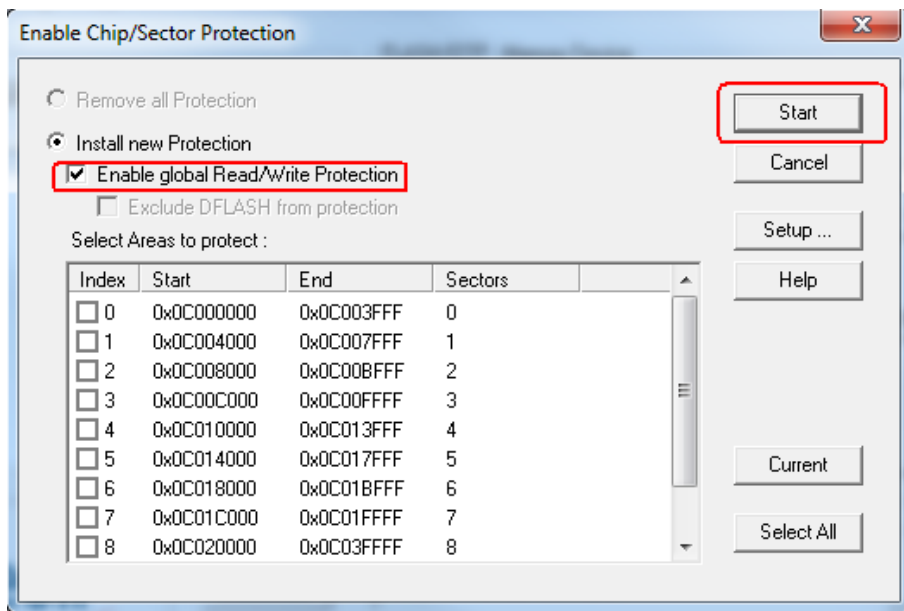 Enable Chip/Sector Protection
Remove all Protection
Install new Protection
Enable global Read/Write Protection
Exclude DFLASH from protection
Select Areas to protect :
Index Start End Sectors
0 0x0C000000 0x0C003FFF 0
1 0x0C004000 0x0C007FFF 1
2 0x0C008000 0x0C00BFFF 2
3 0x0C00C000 0x0C00FFFF 3
4 0x0C010000 0x0C013FFF 4
5 0x0C014000 0x0C017FFF 5
6 0x0C018000 0x0C01BFFF 6
7 0x0C01C000 0x0C01FFFF 7
8 0x0C020000 0x0C03FFFF 8
Start
Cancel
Setup ...
Help
Current
Select All